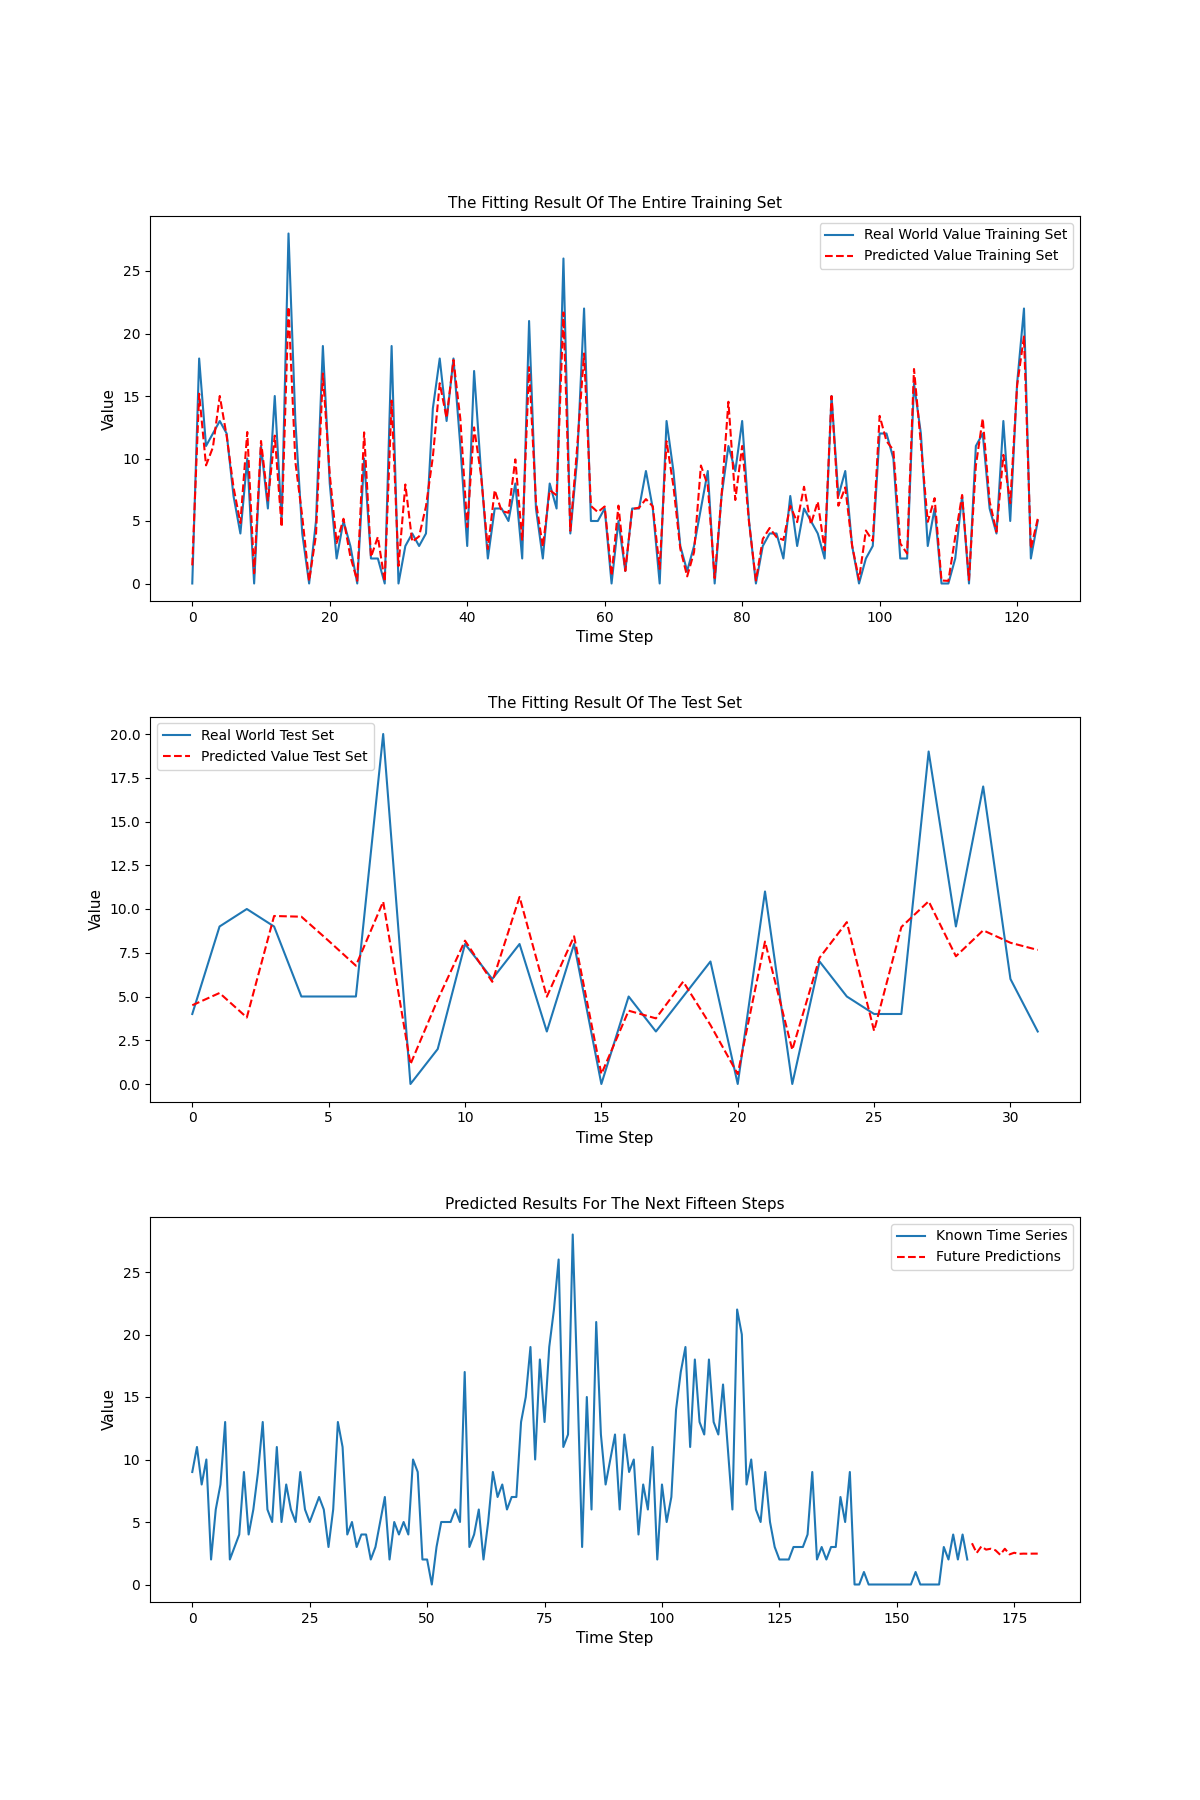 The Fitting Result Of The Entire Training Set
Real World Value Training Set
Predicted Value Training Set
Value
25
20
15
10
5
0
0 20 40 60 80 100 120
Time Step
The Fitting Result Of The Test Set
Real World Test Set
Predicted Value Test Set
Value
20.0
17.5
15.0
12.5
10.0
7.5
5.0
2.5
0.0
0 5 10 15 20 25 30
Time Step
Predicted Results For The Next Fifteen Steps
Known Time Series
Future Predictions
Value
25
20
15
10
5
0
0 25 50 75 100 125 150 175
Time Step